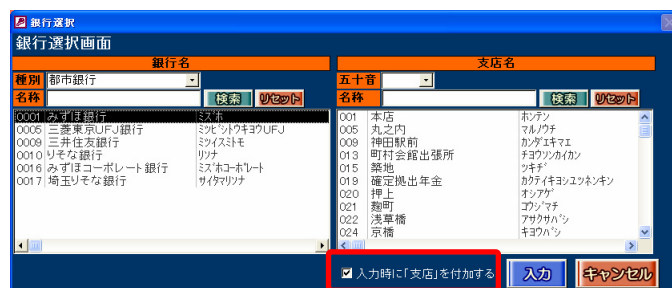 銀行選択
銀行選択画面
銀行名
種別 都市銀行
名称 検索 リセット
0001 みずほ銀行 ミズホ
0005 三菱東京UFJ銀行 ミツビシトウキョウUFJ
0009 三井住友銀行 ミツイスミトモ
0010 りそな銀行 リソナ
0016 みずほコーポレート銀行 ミズホコーポレート
0017 埼玉りそな銀行 サイタマリソナ
支店名
五十音
名称 検索 リセット
001 本店 ホンテン
005 丸之内 マルノウチ
009 神田駅前 カンダエキマエ
013 町村会館出張所 チョウソンカイカン
015 築地 ツキジ
019 確定拠出年金 カクテイキョシュツネンキン
020 押上 オシアゲ
021 麹町 コウジマチ
022 浅草橋 アサクサバシ
024 京橋 キョウバシ
入力時に「支店」を付加する 入力 キャンセル